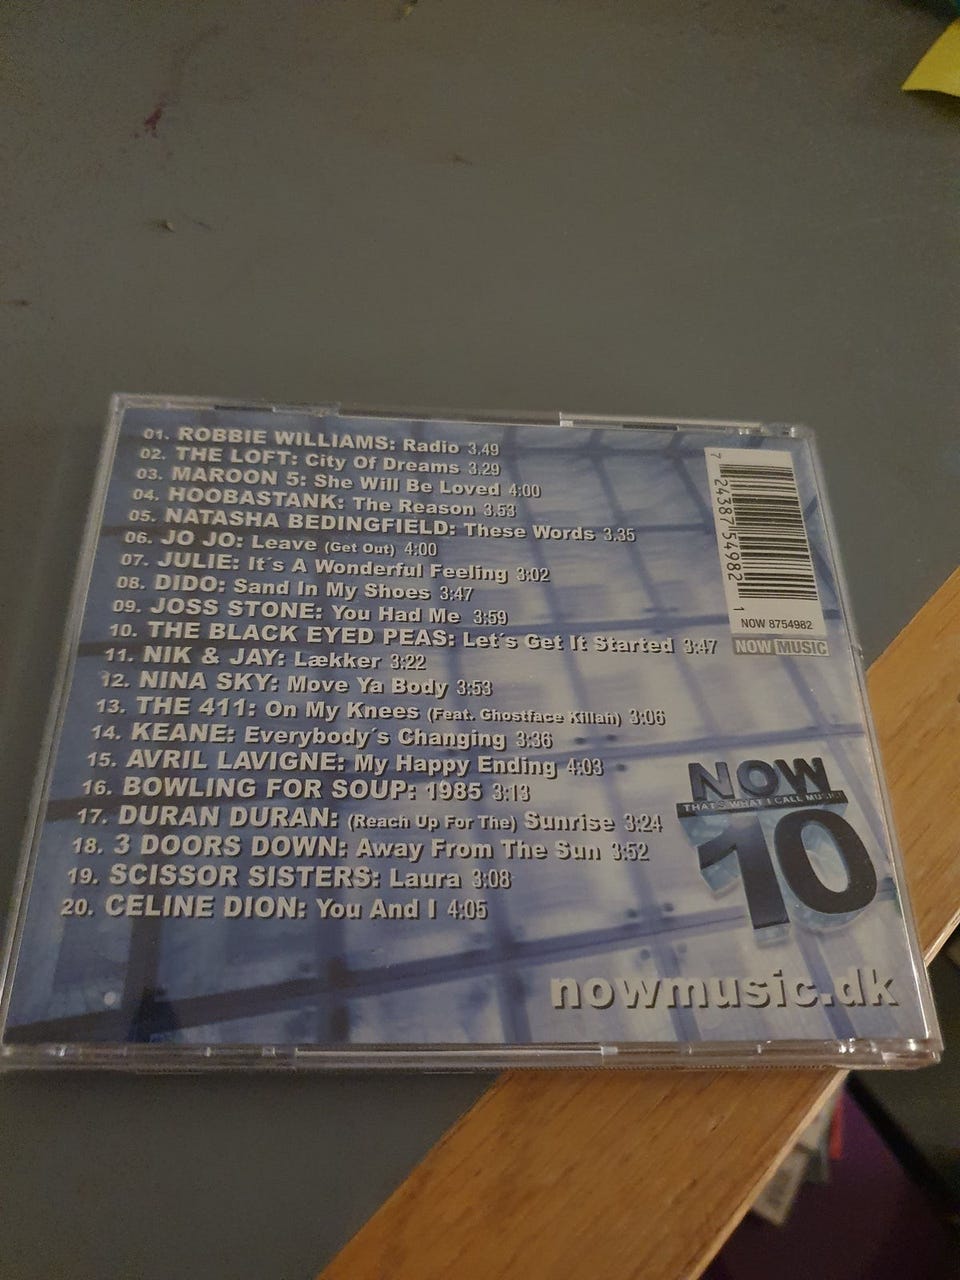 01. ROBBIE WILLIAMS: Radio 3.49
02. THE LOFT: City Of Dreams 3.29
03. MAROON 5: She Will Be Loved 4:00
04. HOOBASTANK: The Reason 3.53
05. NATASHA BEDINGFIELD: These Words 3.35
06. JO JO: Leave (Get Out) 4:00
07. JULIE: It´s A Wonderful Feeling 3:02
08. DIDO: Sand In My Shoes 3:47
09. JOSS STONE: You Had Me 3:59
10. THE BLACK EYED PEAS: Let´s Get It Started 3:47
11. NIK & JAY: Lækker 3:22
12. NINA SKY: Move Ya Body 3:53
13. THE 411: On My Knees (Feat. Ghostface Killah) 3:06
14. KEANE: Everybody´s Changing 3:36
15. AVRIL LAVIGNE: My Happy Ending 4:03
16. BOWLING FOR SOUP: 1985 3:13
17. DURAN DURAN: (Reach Up For The) Sunrise 3:24
18. 3 DOORS DOWN: Away From The Sun 3:52
19. SCISSOR SISTERS: Laura 3:08
20. CELINE DION: You And I 4:05
7 24387 54982 1
NOW 8754982
NOW MUSIC
NOW
THAT'S WHAT I CALL MUSIC!
10
nowmusic.dk